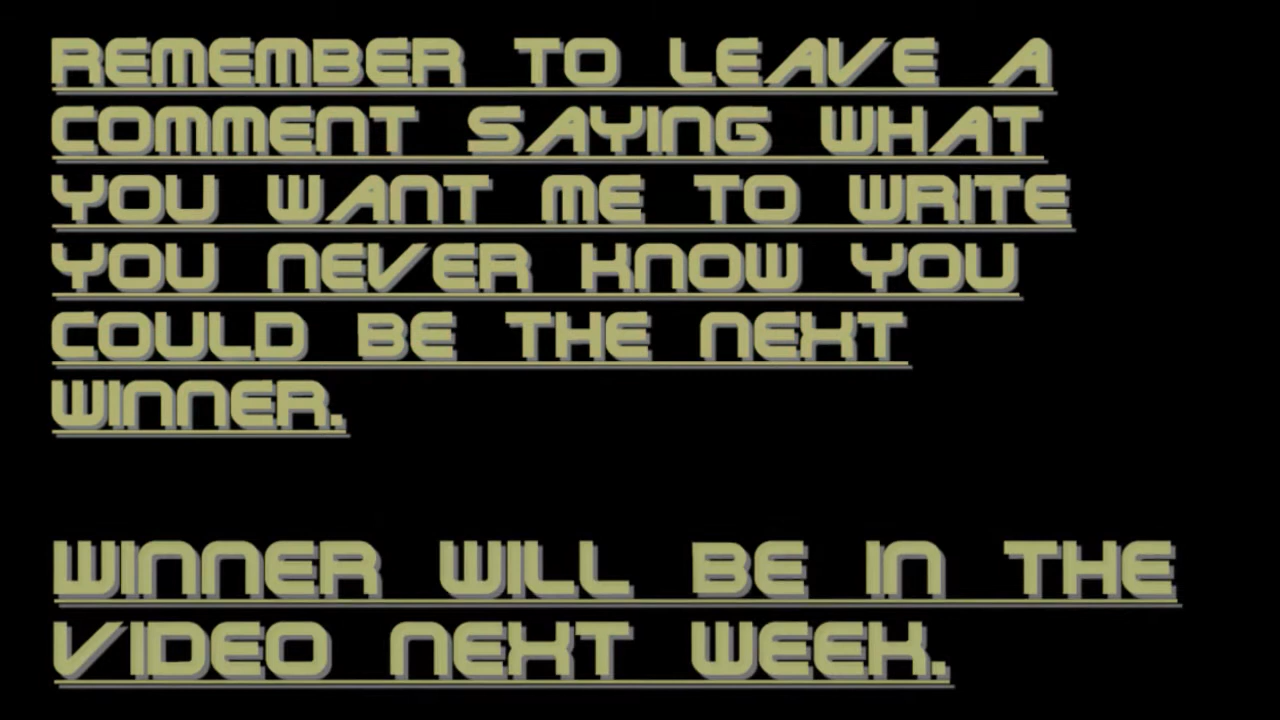 REMEMBER TO LEAVE A
COMMENT SAYING WHAT
YOU WANT ME TO WRITE
YOU NEVER KNOW YOU
COULD BE THE NEXT
WINNER.
WINNER WILL BE IN THE
VIDEO NEXT WEEK.